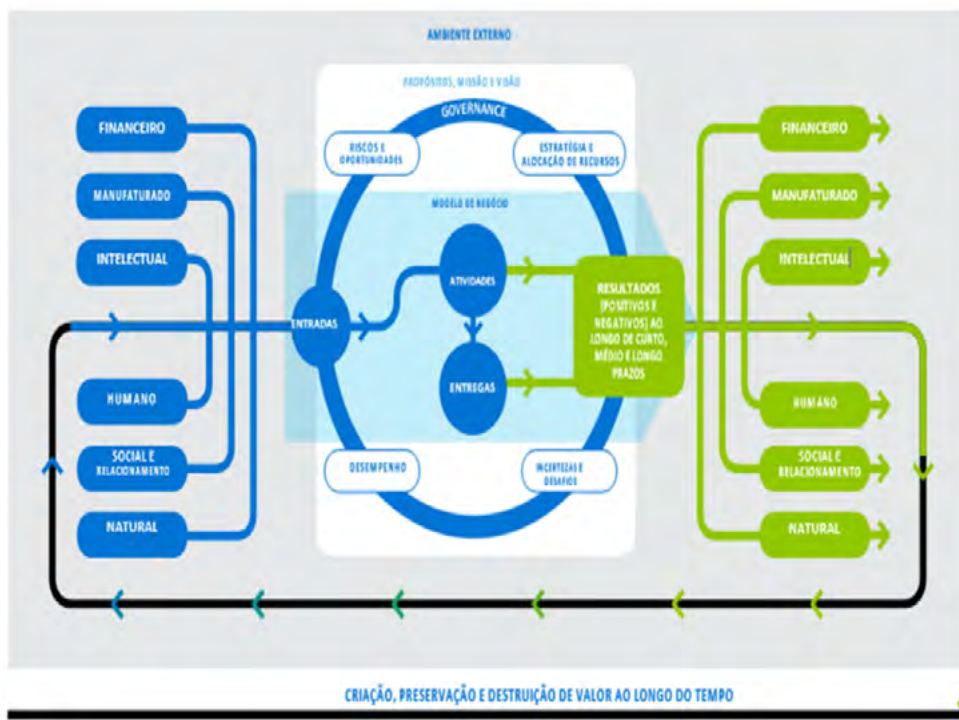 AMBIENTE EXTERNO
PROPÓSITOS, MISSÃO E VISÃO
GOVERNANCE
FINANCEIRO
MANUFATURADO
INTELECTUAL
HUMANO
SOCIAL E
RELACIONAMENTO
NATURAL
RISCOS E
OPORTUNIDADES
ESTRATÉGIA E
ALOCAÇÃO DE RECURSOS
MODELO DE NEGÓCIO
ENTRADAS
ATIVIDADES
ENTREGAS
RESULTADOS
(POSITIVOS E
NEGATIVOS) AO
LONGO DE CURTO,
MÉDIO E LONGO
PRAZOS
DESEMPENHO
INCERTEZAS E
DESAFIOS
FINANCEIRO
MANUFATURADO
INTELECTUAL
HUMANO
SOCIAL E
RELACIONAMENTO
NATURAL
CRIAÇÃO, PRESERVAÇÃO E DESTRUIÇÃO DE VALOR AO LONGO DO TEMPO